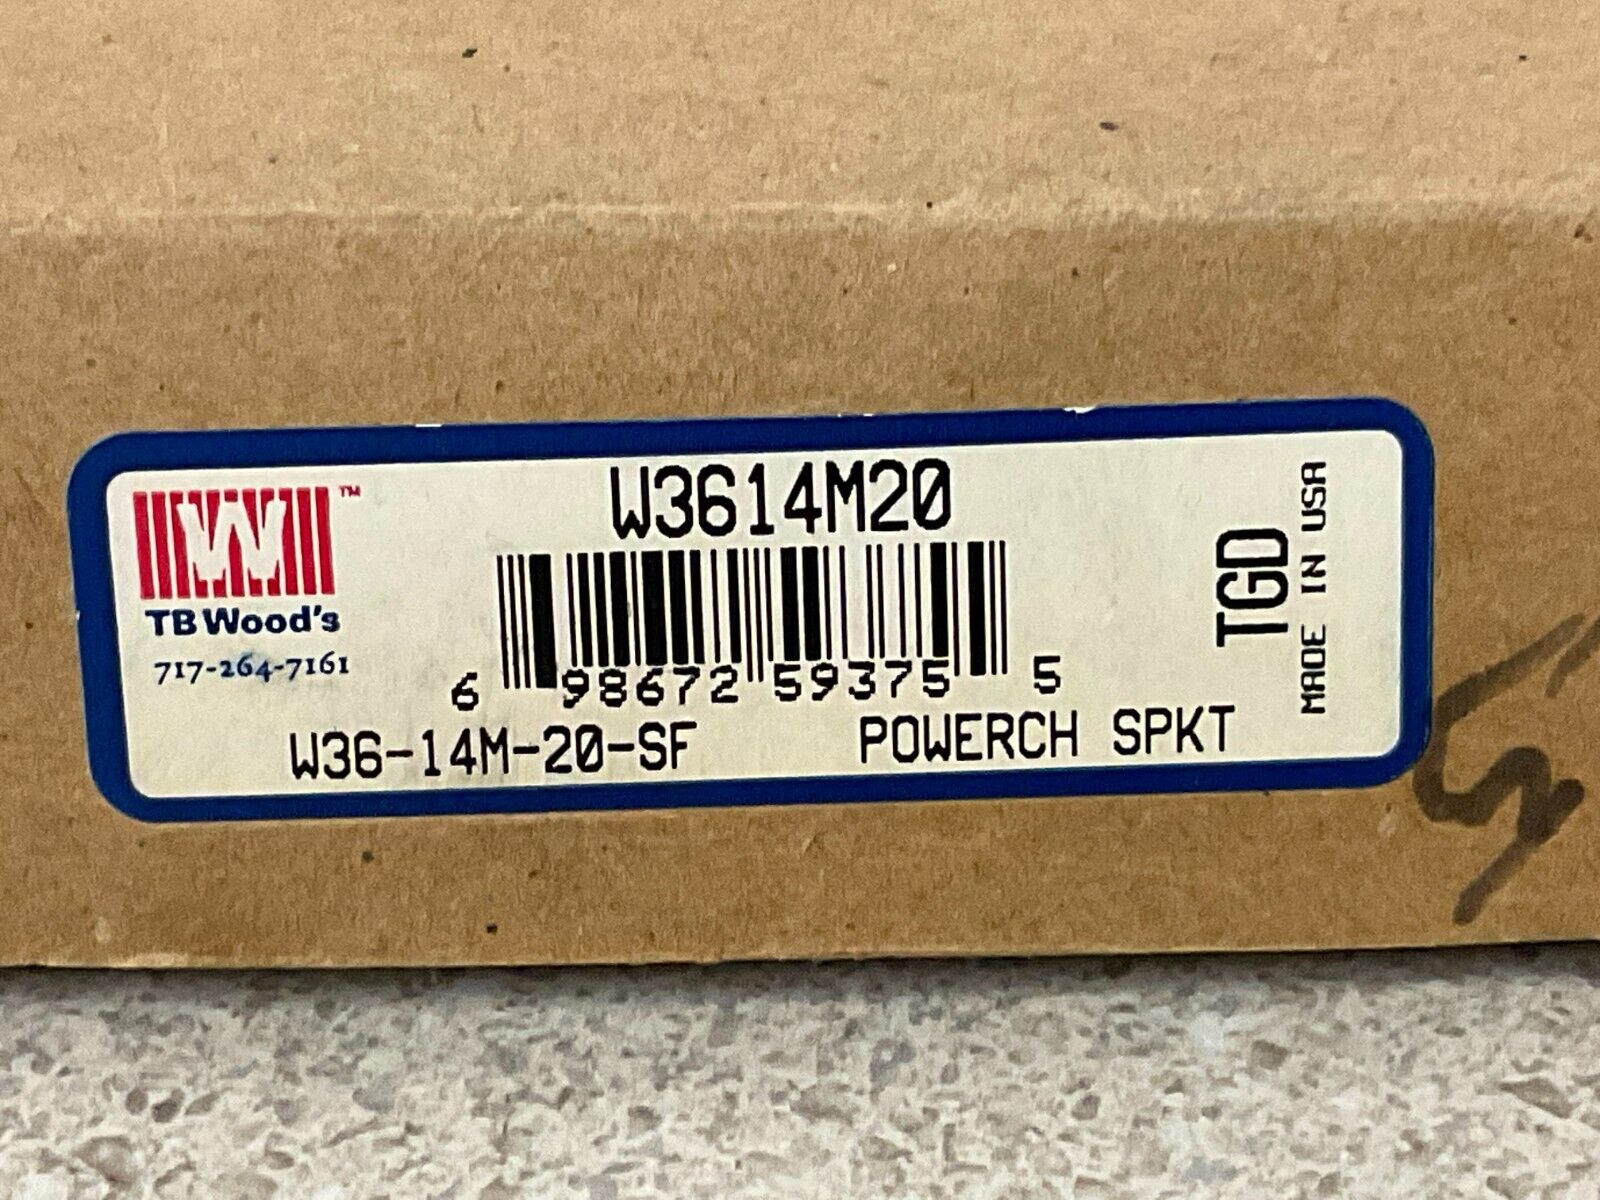 W3614M20
W ™
TB Wood's
717-264-7161
6 98672 59375 5
W36-14M-20-SF POWERCH SPKT
TGD
MADE IN USA